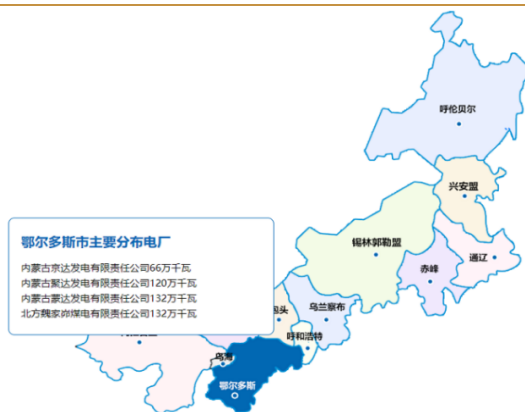 呼伦贝尔
兴安盟
鄂尔多斯市主要分布电厂
内蒙古京达发电有限责任公司66万千瓦
内蒙古聚达发电有限责任公司120万千瓦
内蒙古蒙达发电有限责任公司132万千瓦
北方魏家峁煤电有限责任公司132万千瓦
锡林郭勒盟
通辽
赤峰
乌兰察布
包头
呼和浩特
乌海
鄂尔多斯